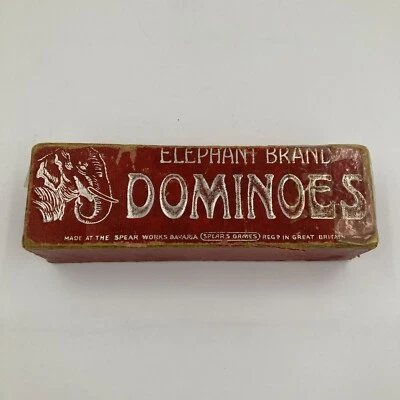 ELEPHANT BRAND
DOMINOES
MADE AT THE SPEAR WORKS BAVARIA SPEAR'S GAMES REGD IN GREAT BRITAIN